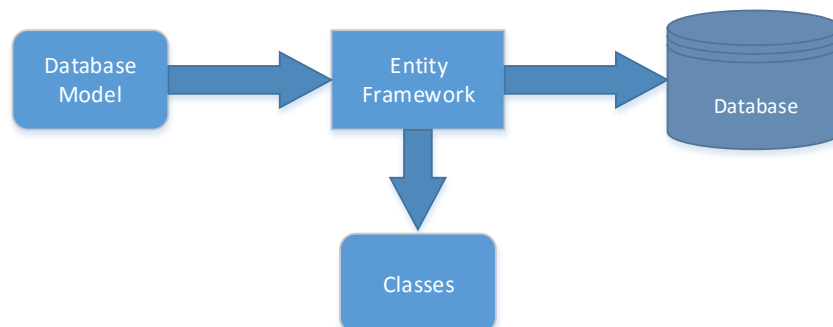 Database
Model
Entity
Framework
Database
Classes